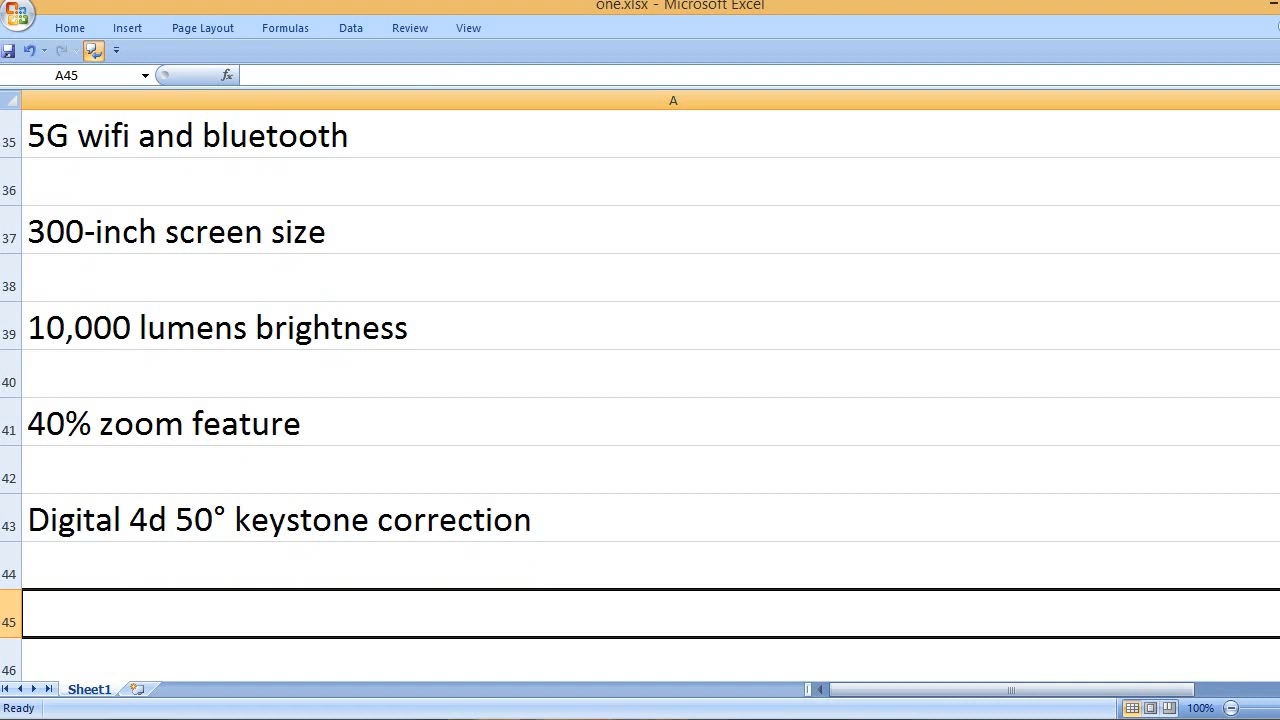 one.xlsx - Microsoft Excel
Home Insert Page Layout Formulas Data Review View
A45 fx
A
35 5G wifi and bluetooth
36
37 300-inch screen size
38
39 10,000 lumens brightness
40
41 40% zoom feature
42
43 Digital 4d 50° keystone correction
44
45
46
Sheet1
Ready 100%